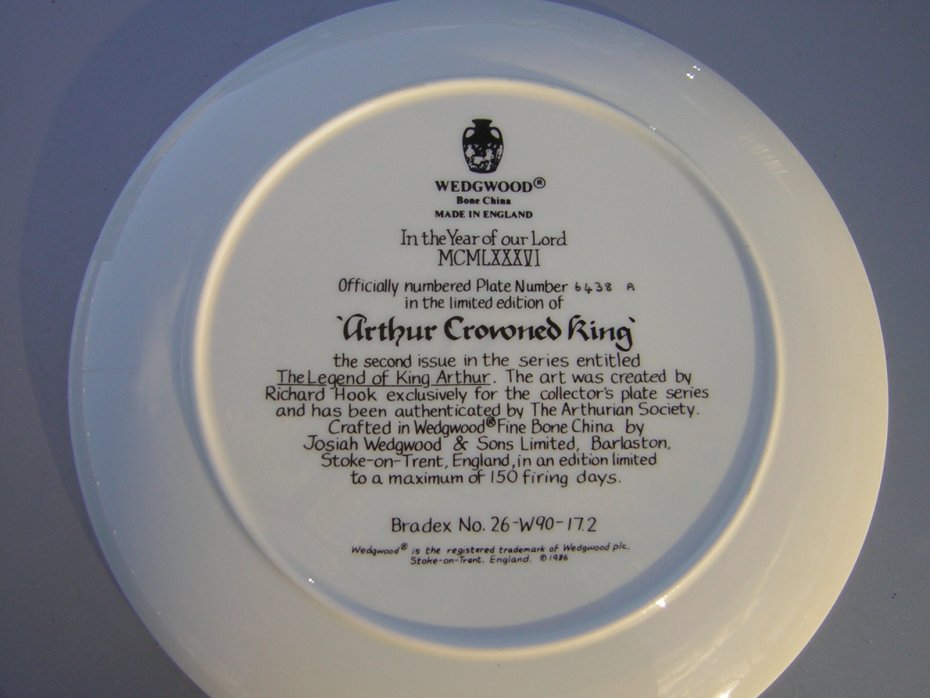 WEDGWOOD®
Bone China
MADE IN ENGLAND
In the Year of our Lord
MCMLXXXVI
Officially numbered Plate Number 6438 A
in the limited edition of
'Arthur Crowned King'
the second issue in the series entitled
The Legend of King Arthur. The art was created by
Richard Hook exclusively for the collector's plate series
and has been authenticated by The Arthurian Society.
Crafted in Wedgwood® Fine Bone China by
Josiah Wedgwood & Sons Limited, Barlaston,
Stoke-on-Trent, England, in an edition limited
to a maximum of 150 firing days.
Bradex No. 26-W90-17.2
Wedgwood® is the registered trademark of Wedgwood plc,
Stoke-on-Trent, England. © 1986